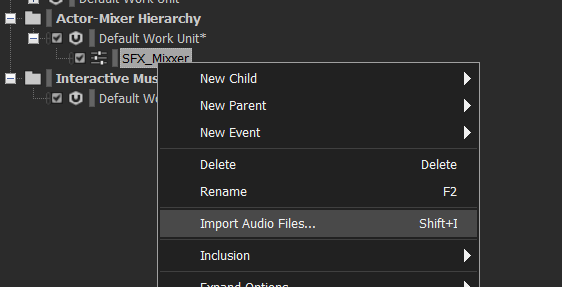 Default Work Unit
Actor-Mixer Hierarchy
Default Work Unit*
SFX_Mixxer
Interactive Mus
Default Wo
New Child
New Parent
New Event
Delete Delete
Rename F2
Import Audio Files... Shift+I
Inclusion
Expand Options